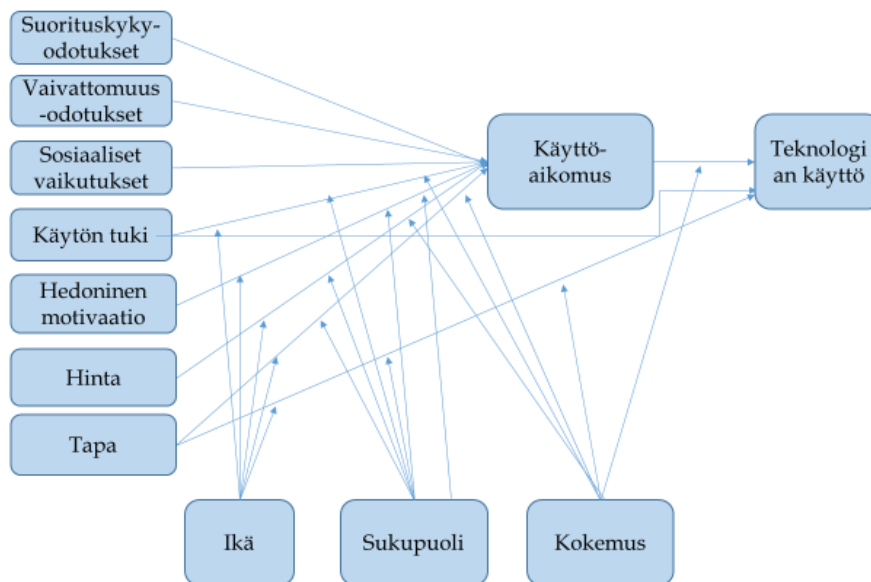 Suorituskyky-
odotukset
Vaivattomuus
-odotukset
Sosiaaliset
vaikutukset
Käytön tuki
Hedoninen
motivaatio
Hinta
Tapa
Käyttö-
aikomus
Teknologi
an käyttö
Ikä
Sukupuoli
Kokemus